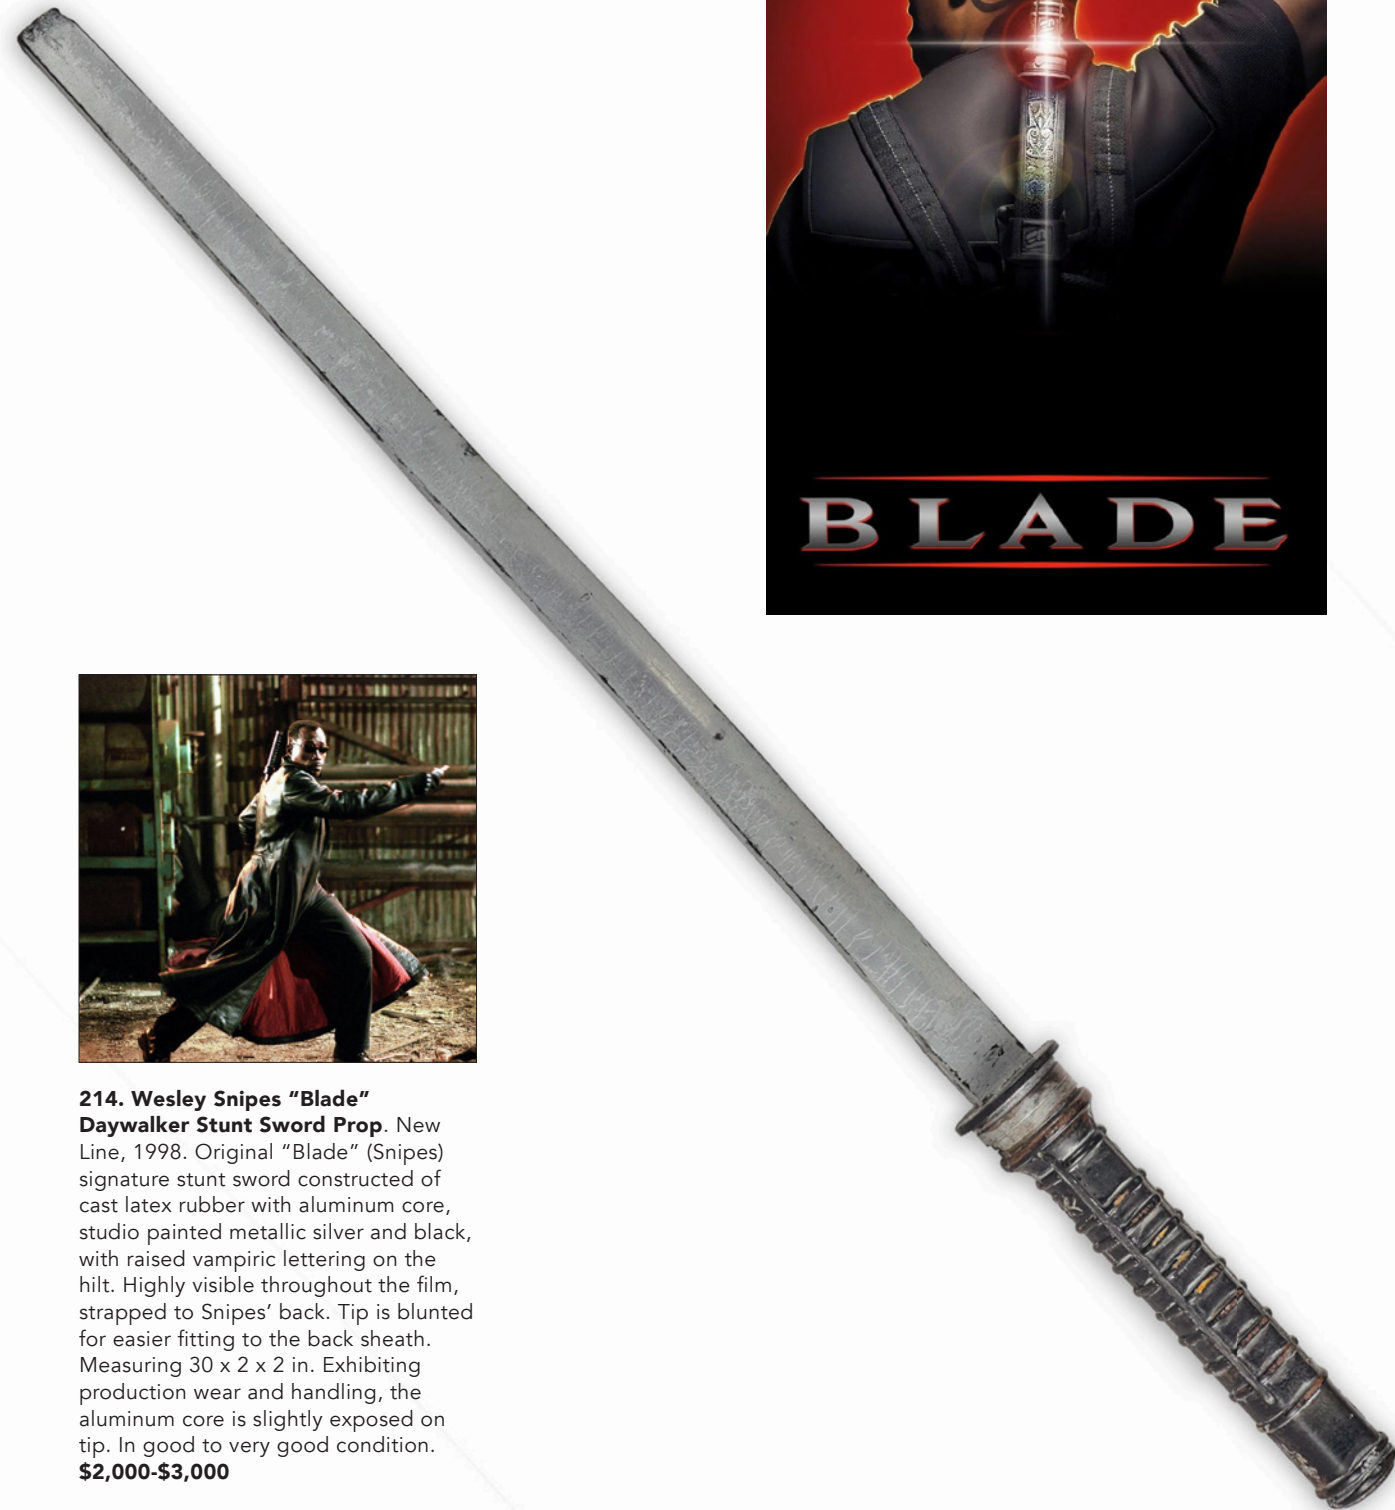 BLADE
214. Wesley Snipes “Blade”
Daywalker Stunt Sword Prop. New
Line, 1998. Original “Blade” (Snipes)
signature stunt sword constructed of
cast latex rubber with aluminum core,
studio painted metallic silver and black,
with raised vampiric lettering on the
hilt. Highly visible throughout the film,
strapped to Snipes’ back. Tip is blunted
for easier fitting to the back sheath.
Measuring 30 x 2 x 2 in. Exhibiting
production wear and handling, the
aluminum core is slightly exposed on
tip. In good to very good condition.
$2,000-$3,000